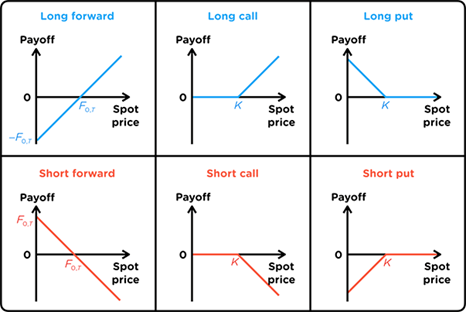 Long forward
Payoff
0
F0,T
Spot
price
–F0,T
Long call
Payoff
0
K
Spot
price
Long put
Payoff
0
K
Spot
price
Short forward
Payoff
F0,T
0
F0,T
Spot
price
Short call
Payoff
0
K
Spot
price
Short put
Payoff
0
K
Spot
price